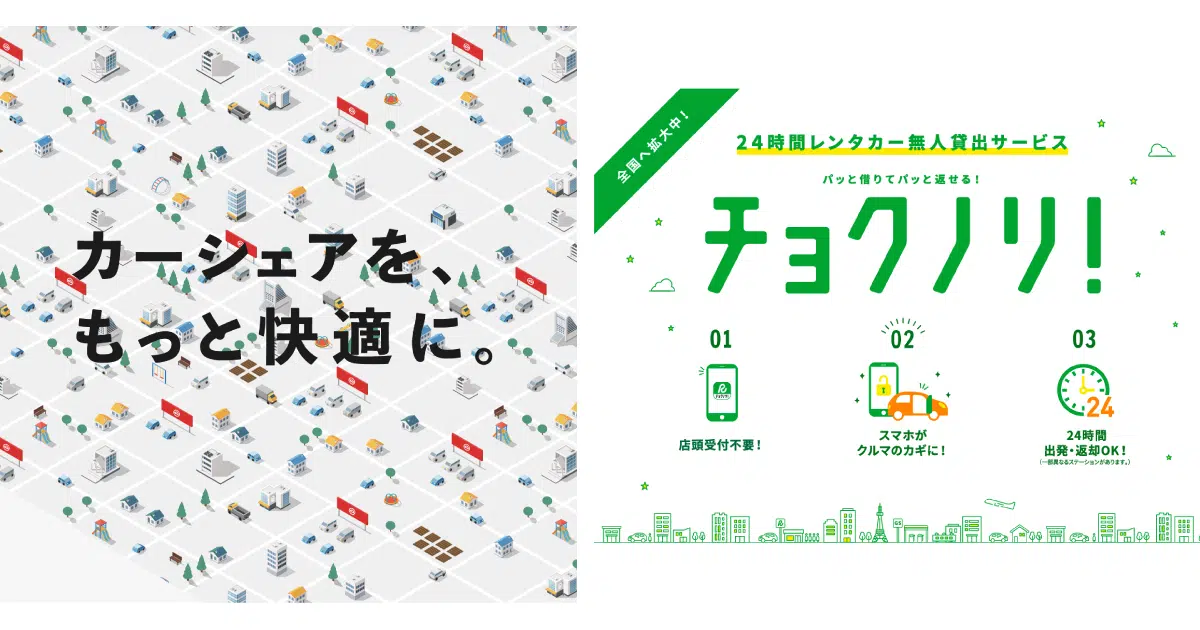 カーシェアを、
もっと快適に。
全国へ拡大中！
24時間レンタカー無人貸出サービス
パッと借りてパッと返せる！
チョクノリ！
01
店頭受付不要！
02
スマホが
クルマのカギに！
03
24
24時間
出発・返却OK！
(一部異なるステーションがあります。)
GS